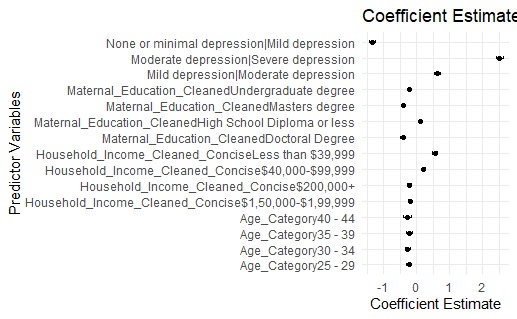 Coefficient Estimate
None or minimal depression|Mild depression
Moderate depression|Severe depression
Mild depression|Moderate depression
Maternal_Education_CleanedUndergraduate degree
Maternal_Education_CleanedMasters degree
Maternal_Education_CleanedHigh School Diploma or less
Maternal_Education_CleanedDoctoral Degree
Household_Income_Cleaned_ConciseLess than $39,999
Household_Income_Cleaned_Concise$40,000-$99,999
Household_Income_Cleaned_Concise$200,000+
Household_Income_Cleaned_Concise$1,50,000-$1,99,999
Age_Category40 - 44
Age_Category35 - 39
Age_Category30 - 34
Age_Category25 - 29
Predictor Variables
-1 0 1 2
Coefficient Estimate